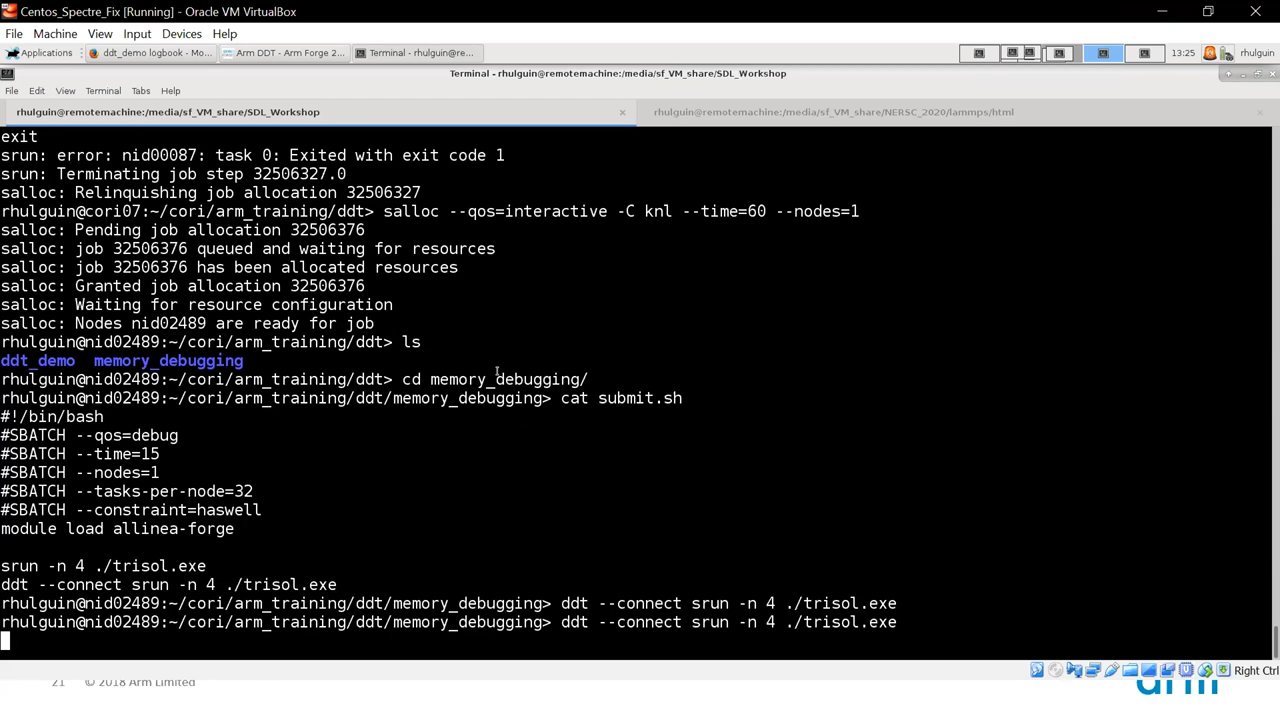 Centos_Spectre_Fix [Running] - Oracle VM VirtualBox
File Machine View Input Devices Help
Applications ddt_demo logbook - Mo... Arm DDT - Arm Forge 2... Terminal - rhulguin@re... 13:25 rhulguin
Terminal - rhulguin@remotemachine:/media/sf_VM_share/SDL_Workshop
File Edit View Terminal Tabs Help
rhulguin@remotemachine:/media/sf_VM_share/SDL_Workshop × rhulguin@remotemachine:/media/sf_VM_share/NERSC_2020/lammps/html ×
exit
srun: error: nid00087: task 0: Exited with exit code 1
srun: Terminating job step 32506327.0
salloc: Relinquishing job allocation 32506327
rhulguin@cori07:~/cori/arm_training/ddt> salloc --qos=interactive -C knl --time=60 --nodes=1
salloc: Pending job allocation 32506376
salloc: job 32506376 queued and waiting for resources
salloc: job 32506376 has been allocated resources
salloc: Granted job allocation 32506376
salloc: Waiting for resource configuration
salloc: Nodes nid02489 are ready for job
rhulguin@nid02489:~/cori/arm_training/ddt> ls
ddt_demo memory_debugging
rhulguin@nid02489:~/cori/arm_training/ddt> cd memory_debugging/
rhulguin@nid02489:~/cori/arm_training/ddt/memory_debugging> cat submit.sh
#!/bin/bash
#SBATCH --qos=debug
#SBATCH --time=15
#SBATCH --nodes=1
#SBATCH --tasks-per-node=32
#SBATCH --constraint=haswell
module load allinea-forge
srun -n 4 ./trisol.exe
ddt --connect srun -n 4 ./trisol.exe
rhulguin@nid02489:~/cori/arm_training/ddt/memory_debugging> ddt --connect srun -n 4 ./trisol.exe
rhulguin@nid02489:~/cori/arm_training/ddt/memory_debugging> ddt --connect srun -n 4 ./trisol.exe
Right Ctrl
21 © 2018 Arm Limited
arm